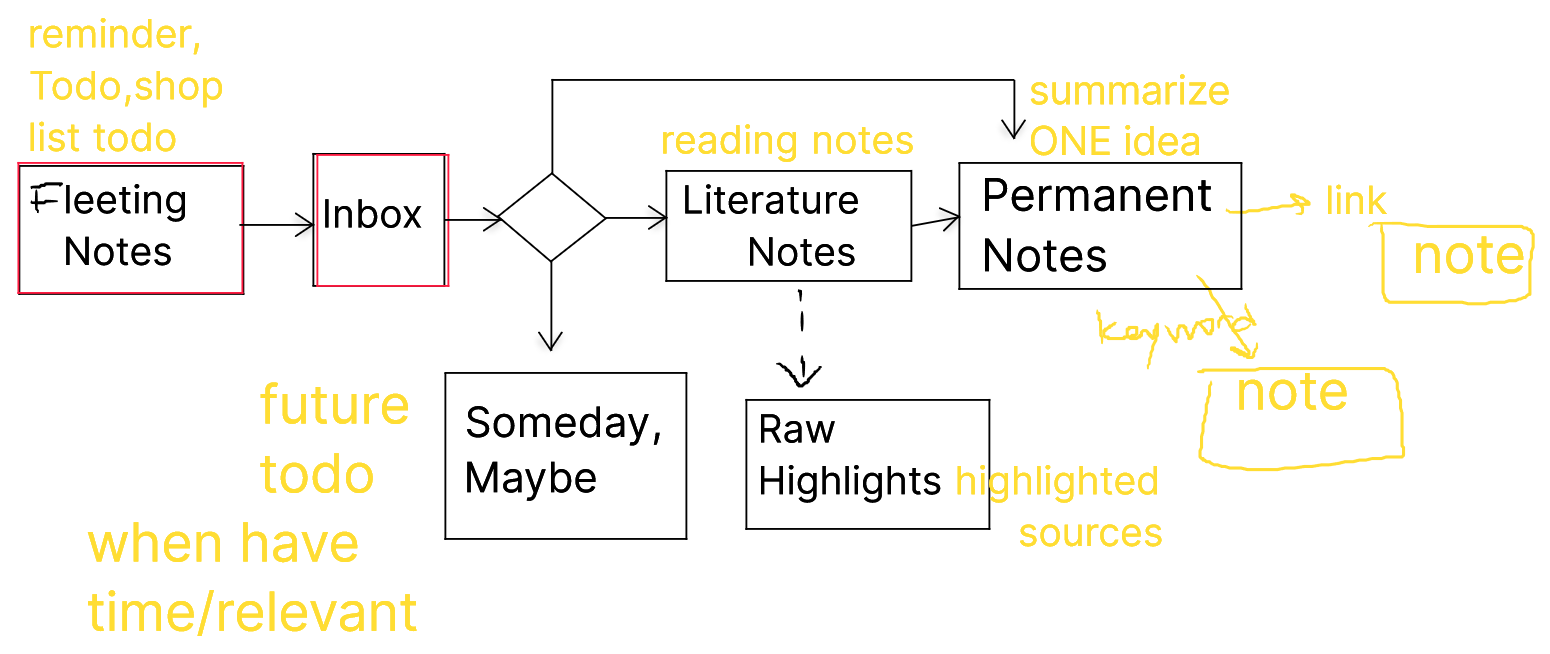 reminder,
Todo,shop
list todo
Fleeting
Notes
Inbox
reading notes
Literature
Notes
summarize
ONE idea
Permanent
Notes
link
note
keyword
note
future
todo
when have
time/relevant
Someday,
Maybe
Raw
Highlights
highlighted
sources